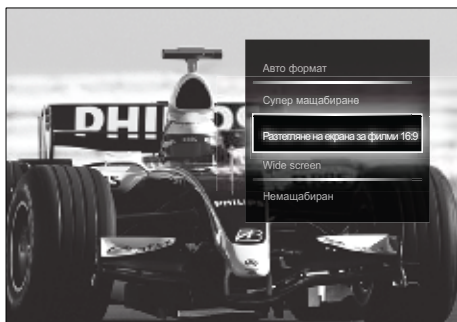 Авто формат
Супер мащабиране
Разтегляне на екрана за филми 16:9
Wide screen
Немащабиран
PHILIPS